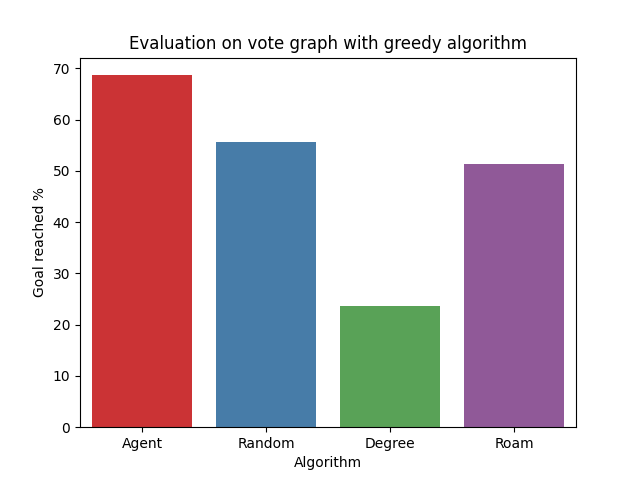 Evaluation on vote graph with greedy algorithm
Goal reached %
70
60
50
40
30
20
10
0
Agent Random Degree Roam
Algorithm